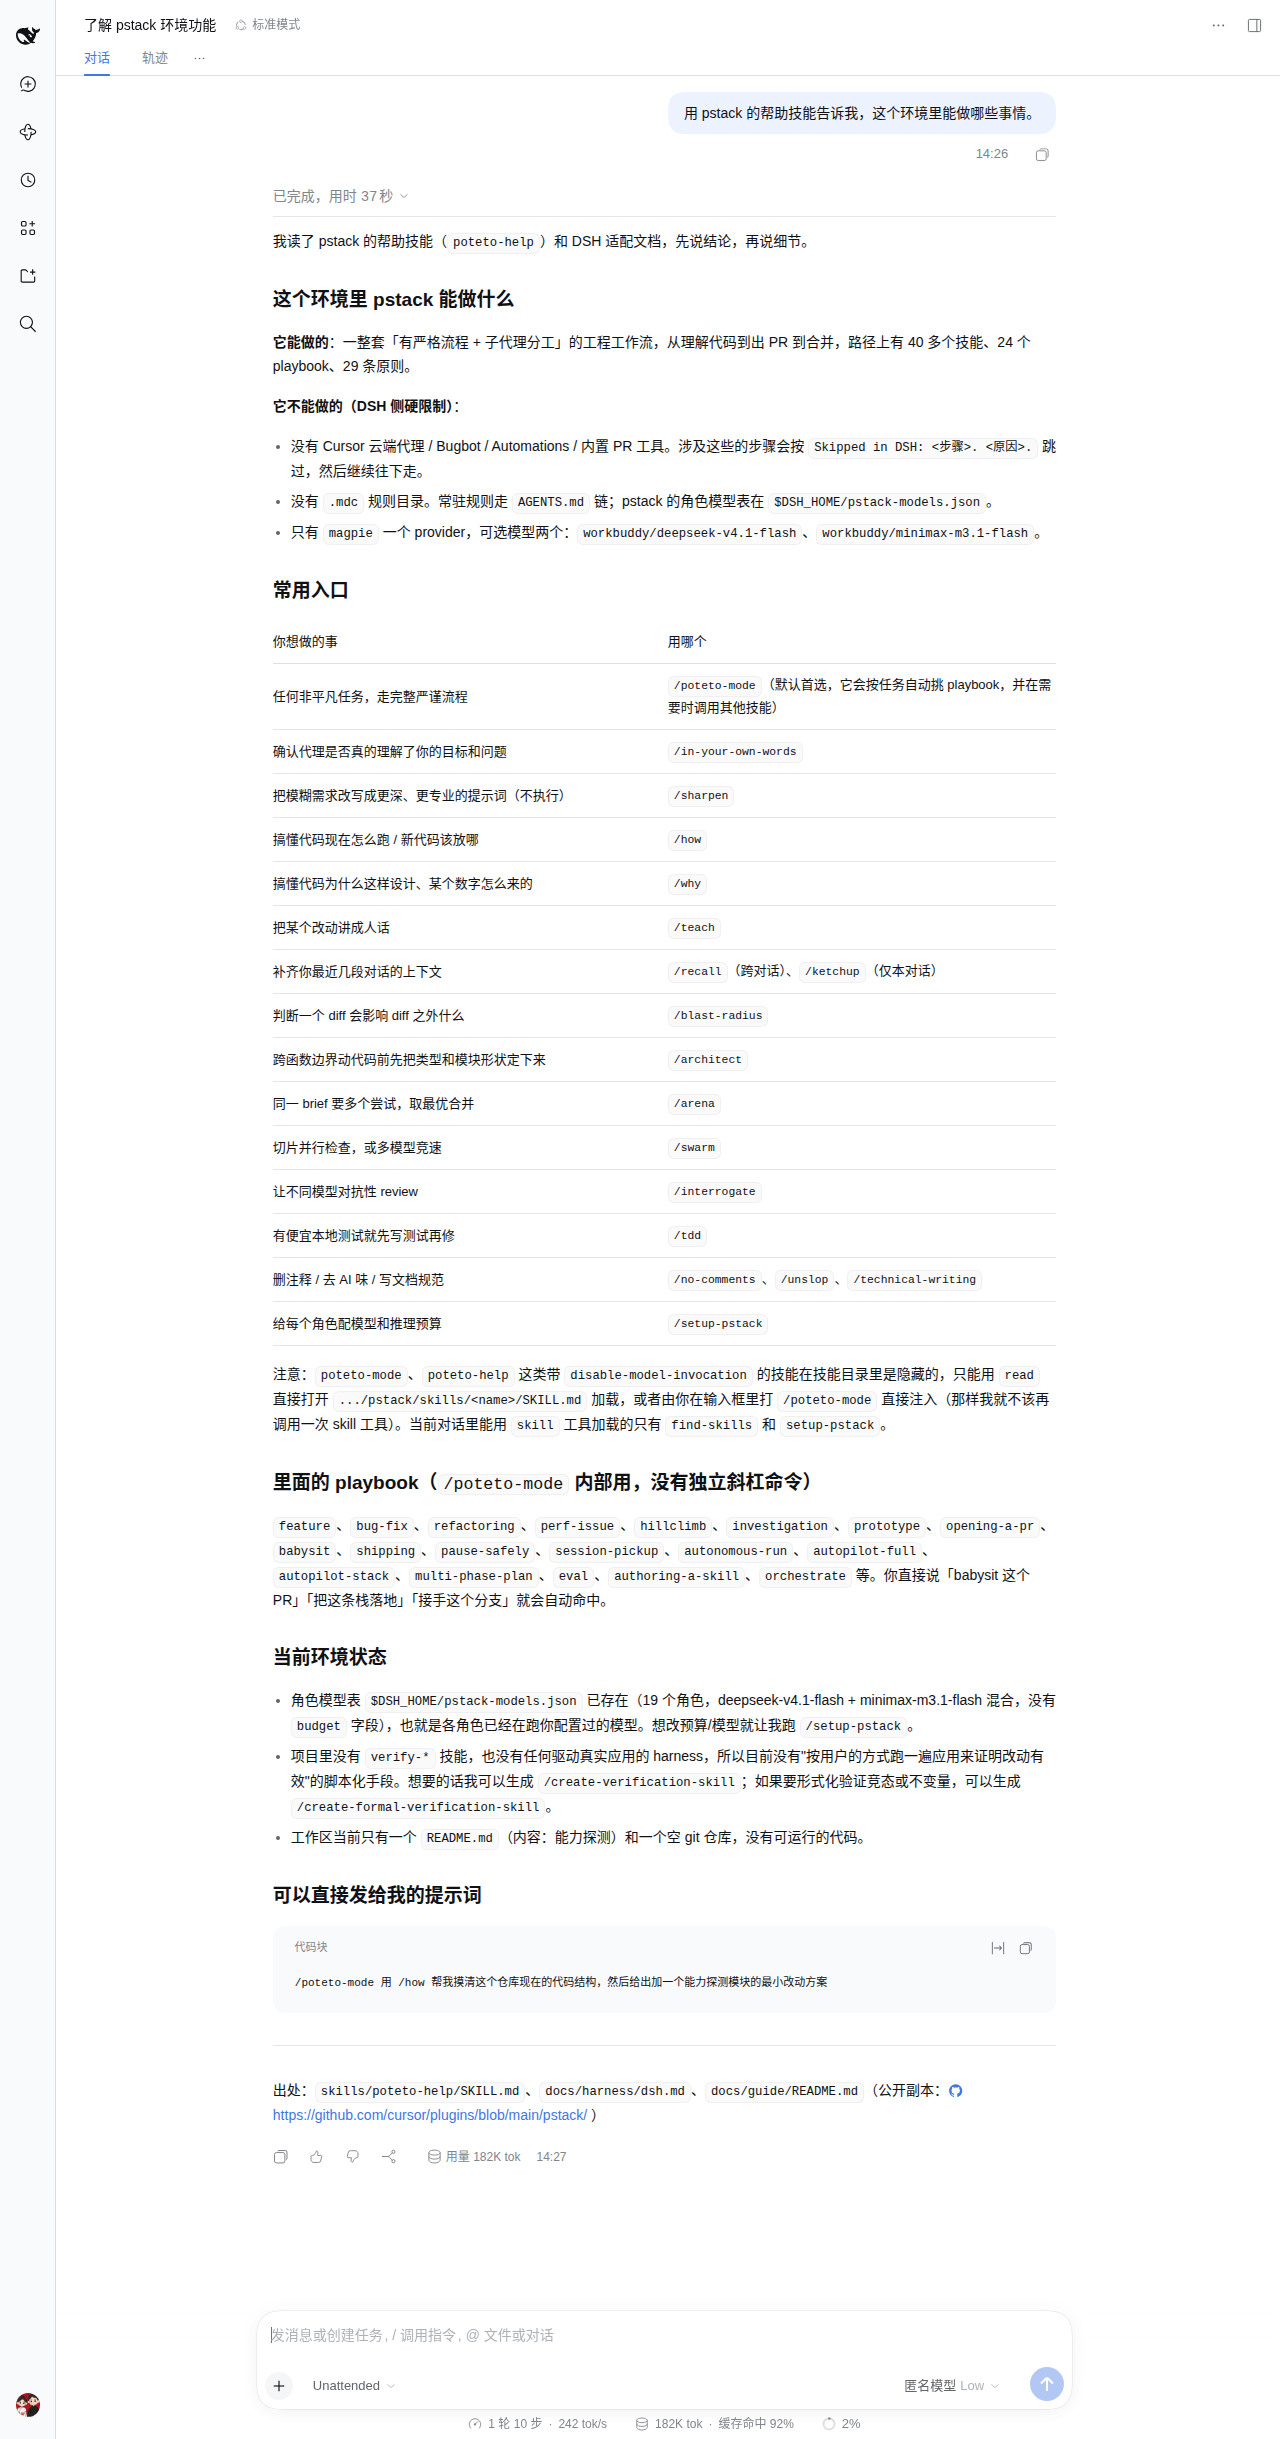 了解 pstack 环境功能 标准模式
对话 轨迹 ···
用 pstack 的帮助技能告诉我，这个环境里能做哪些事情。
14:26
已完成，用时 37 秒
我读了 pstack 的帮助技能（ poteto-help ）和 DSH 适配文档，先说结论，再说细节。
这个环境里 pstack 能做什么
它能做的：一整套「有严格流程 + 子代理分工」的工程工作流，从理解代码到出 PR 到合并，路径上有 40 多个技能、24 个
playbook、29 条原则。
它不能做的（DSH 侧硬限制）：
没有 Cursor 云端代理 / Bugbot / Automations / 内置 PR 工具。涉及这些的步骤会按 Skipped in DSH: <步骤>. <原因>. 跳
过，然后继续往下走。
没有 .mdc 规则目录。常驻规则走 AGENTS.md 链；pstack 的角色模型表在 $DSH_HOME/pstack-models.json 。
只有 magpie 一个 provider，可选模型两个：workbuddy/deepseek-v4.1-flash 、workbuddy/minimax-m3.1-flash 。
常用入口
你想做的事 用哪个
任何非平凡任务，走完整严谨流程 /poteto-mode （默认首选，它会按任务自动挑 playbook，并在需
要时调用其他技能）
确认代理是否真的理解了你的目标和问题 /in-your-own-words
把模糊需求改写成更深、更专业的提示词（不执行） /sharpen
搞懂代码现在怎么跑 / 新代码该放哪 /how
搞懂代码为什么这样设计、某个数字怎么来的 /why
把某个改动讲成人话 /teach
补齐你最近几段对话的上下文 /recall （跨对话）、 /ketchup （仅本对话）
判断一个 diff 会影响 diff 之外什么 /blast-radius
跨函数边界动代码前先把类型和模块形状定下来 /architect
同一 brief 要多个尝试，取最优合并 /arena
切片并行检查，或多模型竞速 /swarm
让不同模型对抗性 review /interrogate
有便宜本地测试就先写测试再修 /tdd
删注释 / 去 AI 味 / 写文档规范 /no-comments 、 /unslop 、 /technical-writing
给每个角色配模型和推理预算 /setup-pstack
注意： poteto-mode 、 poteto-help 这类带 disable-model-invocation 的技能在技能目录里是隐藏的，只能用 read
直接打开 .../pstack/skills/<name>/SKILL.md 加载，或者由你在输入框里打 /poteto-mode 直接注入（那样我就不该再
调用一次 skill 工具）。当前对话里能用 skill 工具加载的只有 find-skills 和 setup-pstack 。
里面的 playbook（ /poteto-mode 内部用，没有独立斜杠命令）
feature 、 bug-fix 、 refactoring 、 perf-issue 、 hillclimb 、 investigation 、 prototype 、 opening-a-pr 、
babysit 、 shipping 、 pause-safely 、 session-pickup 、 autonomous-run 、 autopilot-full 、
autopilot-stack 、 multi-phase-plan 、 eval 、 authoring-a-skill 、 orchestrate 等。你直接说「babysit 这个
PR」「把这条栈落地」「接手这个分支」就会自动命中。
当前环境状态
角色模型表 $DSH_HOME/pstack-models.json 已存在（19 个角色，deepseek-v4.1-flash + minimax-m3.1-flash 混合，没有
budget 字段），也就是各角色已经在跑你配置过的模型。想改预算/模型就让我跑 /setup-pstack 。
项目里没有 verify-* 技能，也没有任何驱动真实应用的 harness，所以目前没有"按用户的方式跑一遍应用来证明改动有
效"的脚本化手段。想要的话我可以生成 /create-verification-skill ；如果要形式化验证竞态或不变量，可以生成
/create-formal-verification-skill 。
工作区当前只有一个 README.md （内容：能力探测）和一个空 git 仓库，没有可运行的代码。
可以直接发给我的提示词
代码块
/poteto-mode 用 /how 帮我摸清这个仓库现在的代码结构，然后给出加一个能力探测模块的最小改动方案
出处： skills/poteto-help/SKILL.md 、 docs/harness/dsh.md 、 docs/guide/README.md （公开副本：
https://github.com/cursor/plugins/blob/main/pstack/ ）
用量 182K tok 14:27
发消息或创建任务, / 调用指令, @ 文件或对话
Unattended 匿名模型 Low
1 轮 10 步 · 242 tok/s 182K tok · 缓存命中 92% 2%